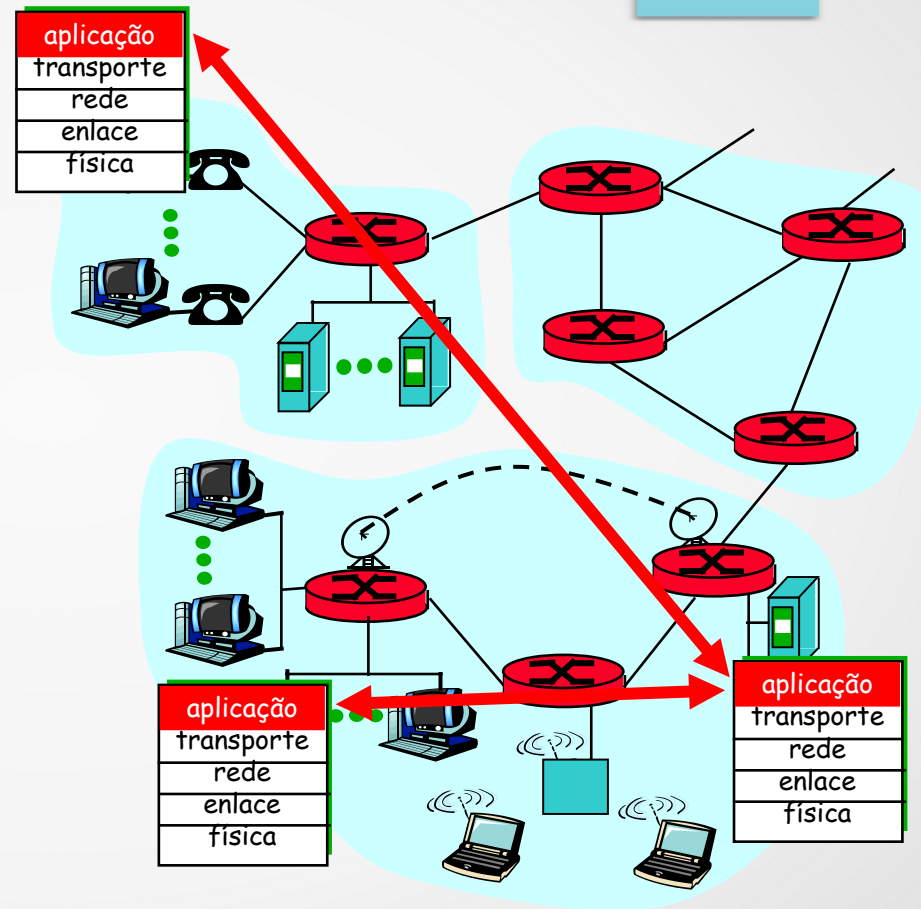 aplicação
transporte
rede
enlace
física
aplicação
transporte
rede
enlace
física
aplicação
transporte
rede
enlace
física